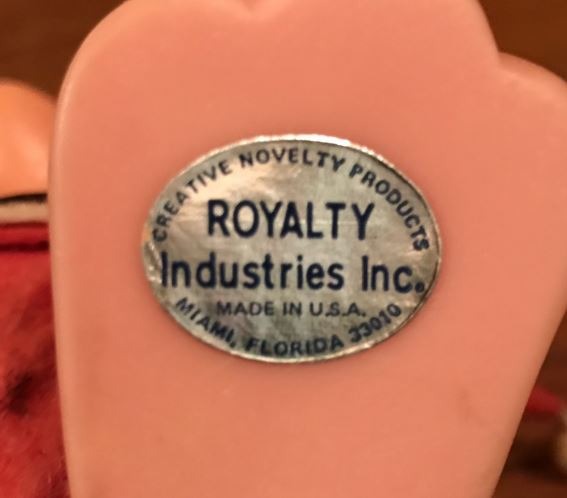 CREATIVE NOVELTY PRODUCTS
ROYALTY
Industries Inc.
MADE IN U.S.A.
MIAMI, FLORIDA 33010